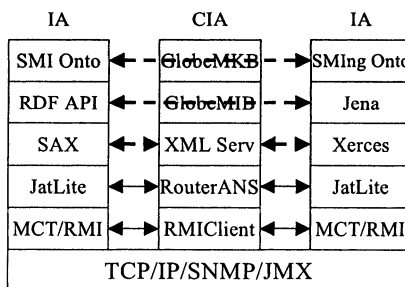 IA CIA IA
SMI Onto GlobeMKB SMIng Onto
RDF API GlobeMIB Jena
SAX XML Serv Xerces
JatLite RouterANS JatLite
MCT/RMI RMIClient MCT/RMI
TCP/IP/SNMP/JMX